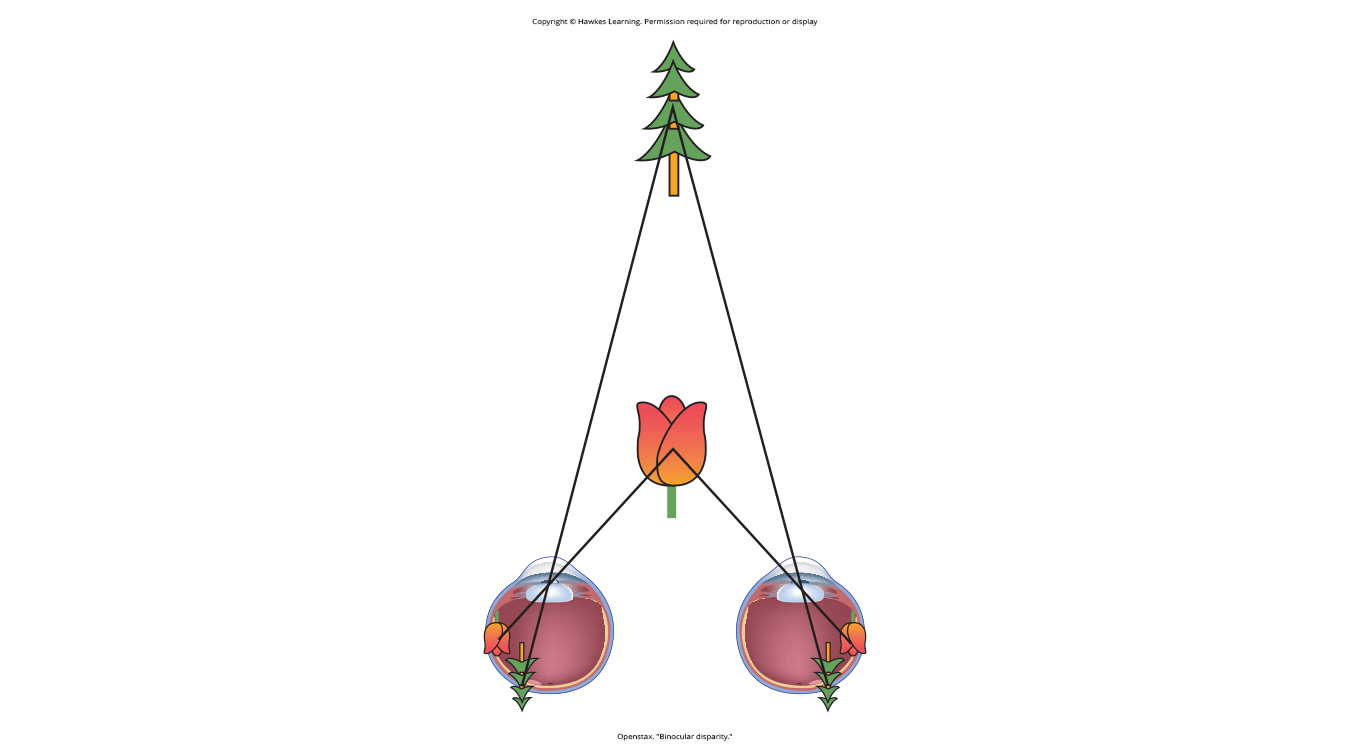 Copyright © Hawkes Learning. Permission required for reproduction or display
Openstax. "Binocular disparity."